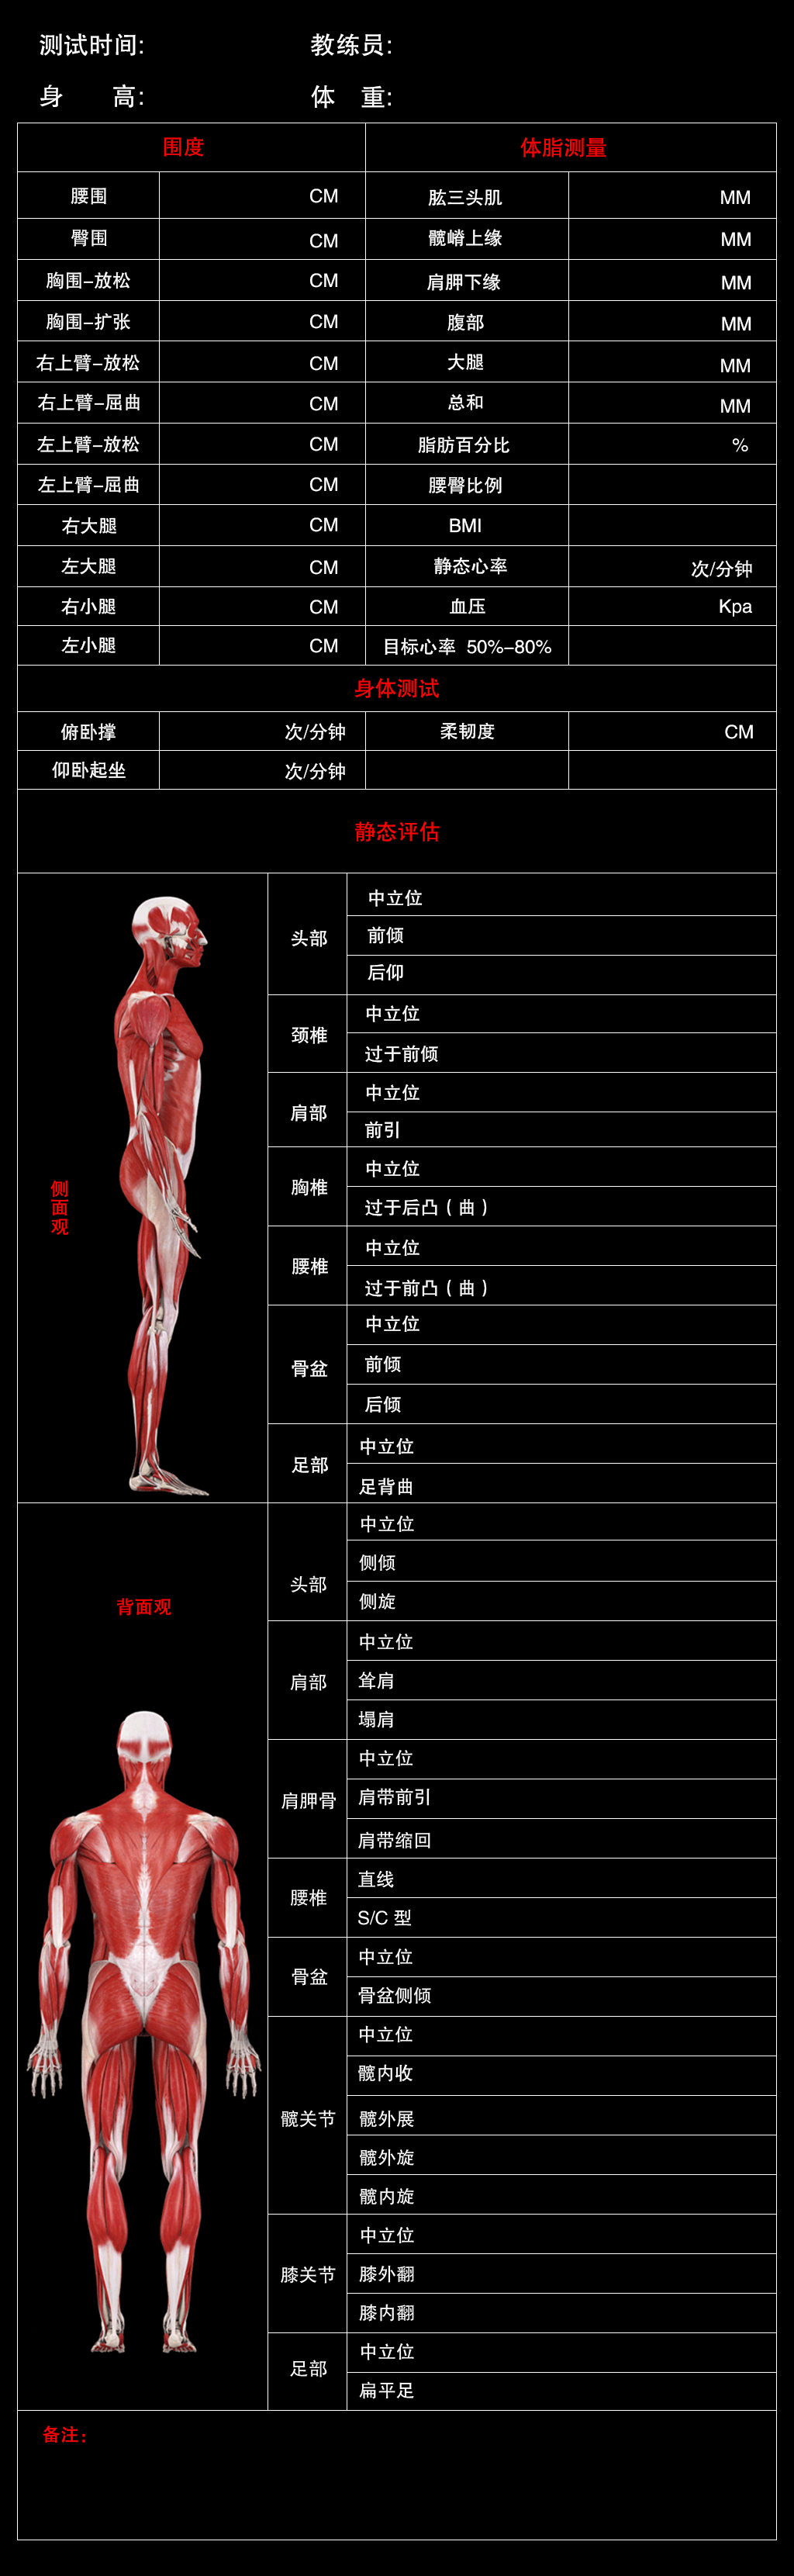 测试时间: 教练员:
身 高: 体 重:
围度 体脂测量
腰围 CM 肱三头肌 MM
臀围 CM 髋嵴上缘 MM
胸围-放松 CM 肩胛下缘 MM
胸围-扩张 CM 腹部 MM
右上臂-放松 CM 大腿 MM
右上臂-屈曲 CM 总和 MM
左上臂-放松 CM 脂肪百分比 %
左上臂-屈曲 CM 腰臀比例
右大腿 CM BMI
左大腿 CM 静态心率 次/分钟
右小腿 CM 血压 Kpa
左小腿 CM 目标心率 50%-80%
身体测试
俯卧撑 次/分钟 柔韧度 CM
仰卧起坐 次/分钟
静态评估
侧面观
头部
中立位
前倾
后仰
颈椎
中立位
过于前倾
肩部
中立位
前引
胸椎
中立位
过于后凸（曲）
腰椎
中立位
过于前凸（曲）
骨盆
中立位
前倾
后倾
足部
中立位
足背曲
背面观
头部
中立位
侧倾
侧旋
肩部
中立位
耸肩
塌肩
肩胛骨
中立位
肩带前引
肩带缩回
腰椎
直线
S/C 型
骨盆
中立位
骨盆侧倾
髋关节
中立位
髋内收
髋外展
髋外旋
髋内旋
膝关节
中立位
膝外翻
膝内翻
足部
中立位
扁平足
备注：